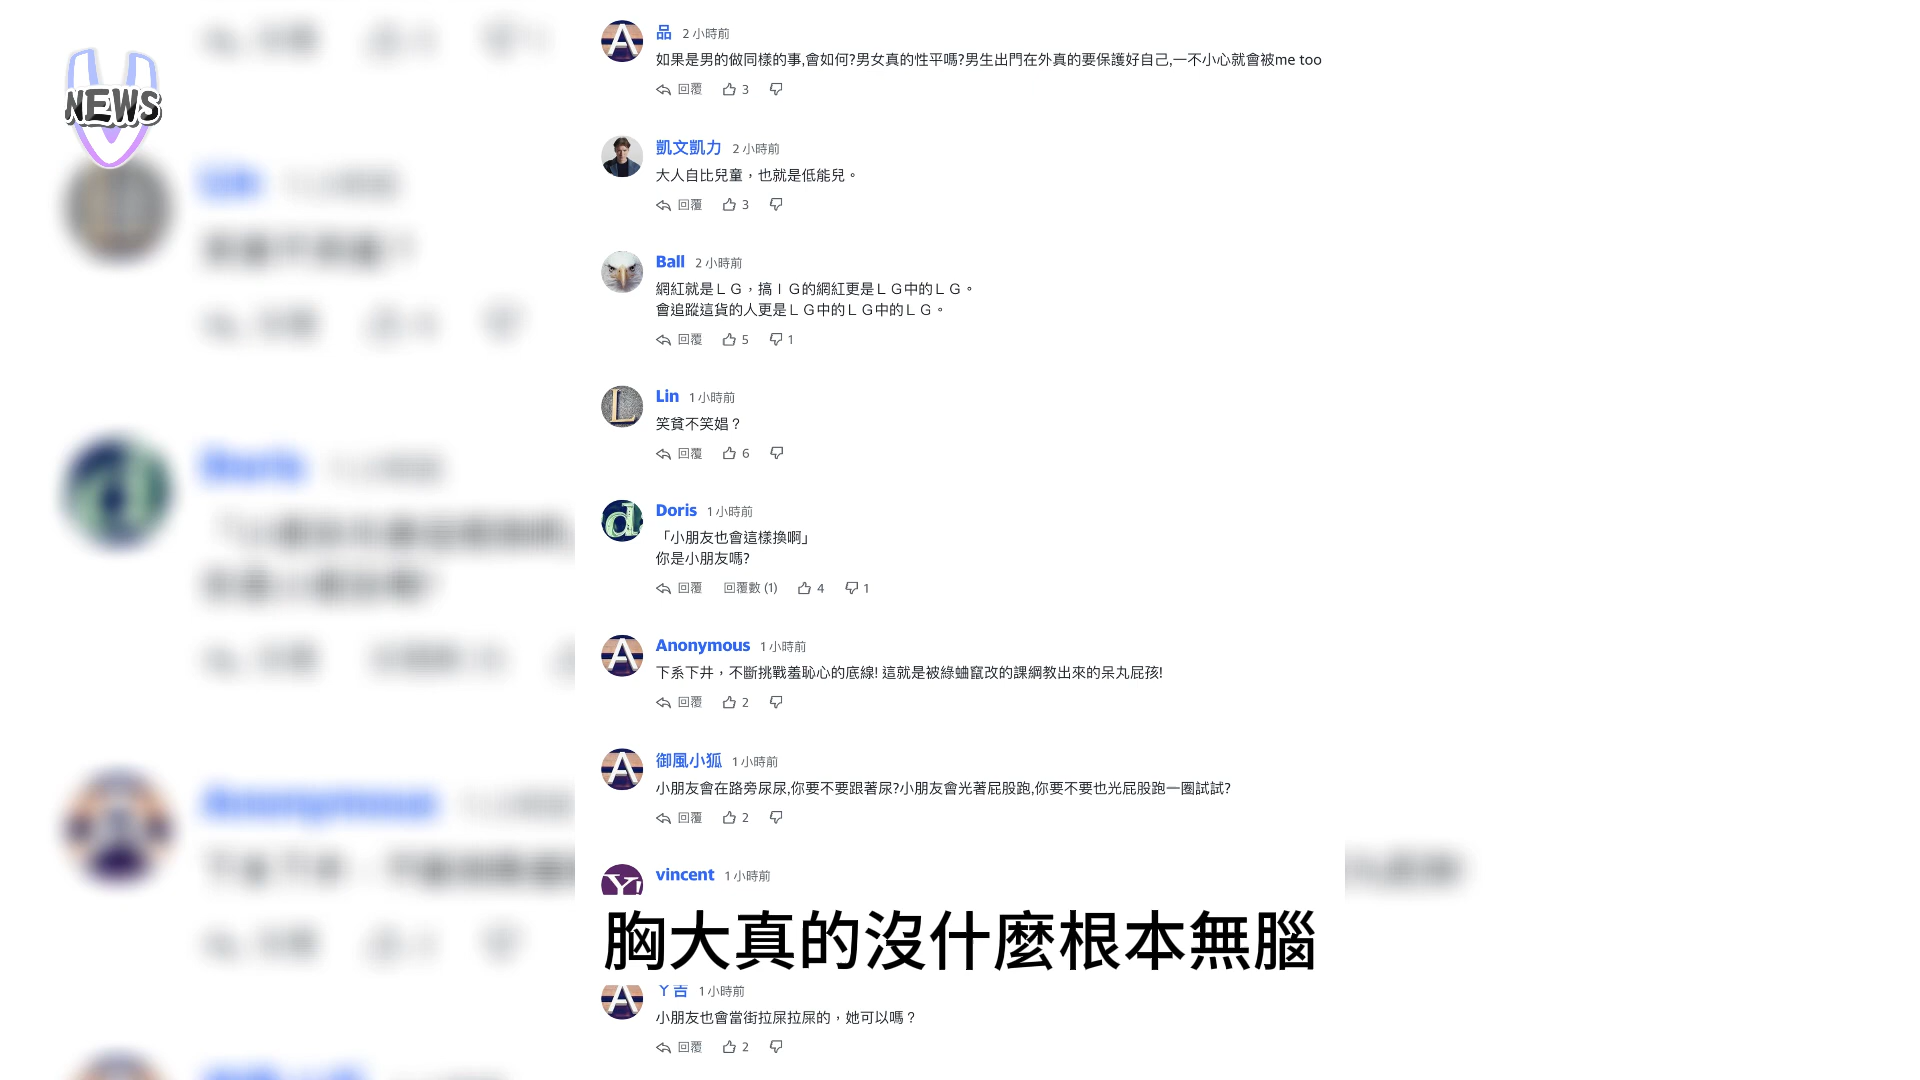 NEWS
品 2 小時前
如果是男的做同樣的事,會如何?男女真的性平嗎?男生出門在外真的要保護好自己,一不小心就會被me too
回覆 3
凱文凱力 2 小時前
大人自比兒童,也就是低能兒。
回覆 3
Ball 2 小時前
網紅就是LG,搞IG的網紅更是LG中的LG。
會追蹤這貨的人更是LG中的LG中的LG。
回覆 5 1
Lin 1 小時前
笑貧不笑娼?
回覆 6
Doris 1 小時前
「小朋友也會這樣換啊」
你是小朋友嗎?
回覆 回覆數 (1) 4 1
Anonymous 1 小時前
下系下井,不斷挑戰羞恥心的底線! 這就是被綠蛐竄改的課綱教出來的呆丸屁孩!
回覆 2
御風小狐 1 小時前
小朋友會在路旁尿尿,你要不要跟著尿?小朋友會光著屁股跑,你要不要也光屁股跑一圈試試?
回覆 2
vincent 1 小時前
胸大真的沒什麼根本無腦
丫吉 1 小時前
小朋友也會當街拉屎拉屎的,她可以嗎?
回覆 2